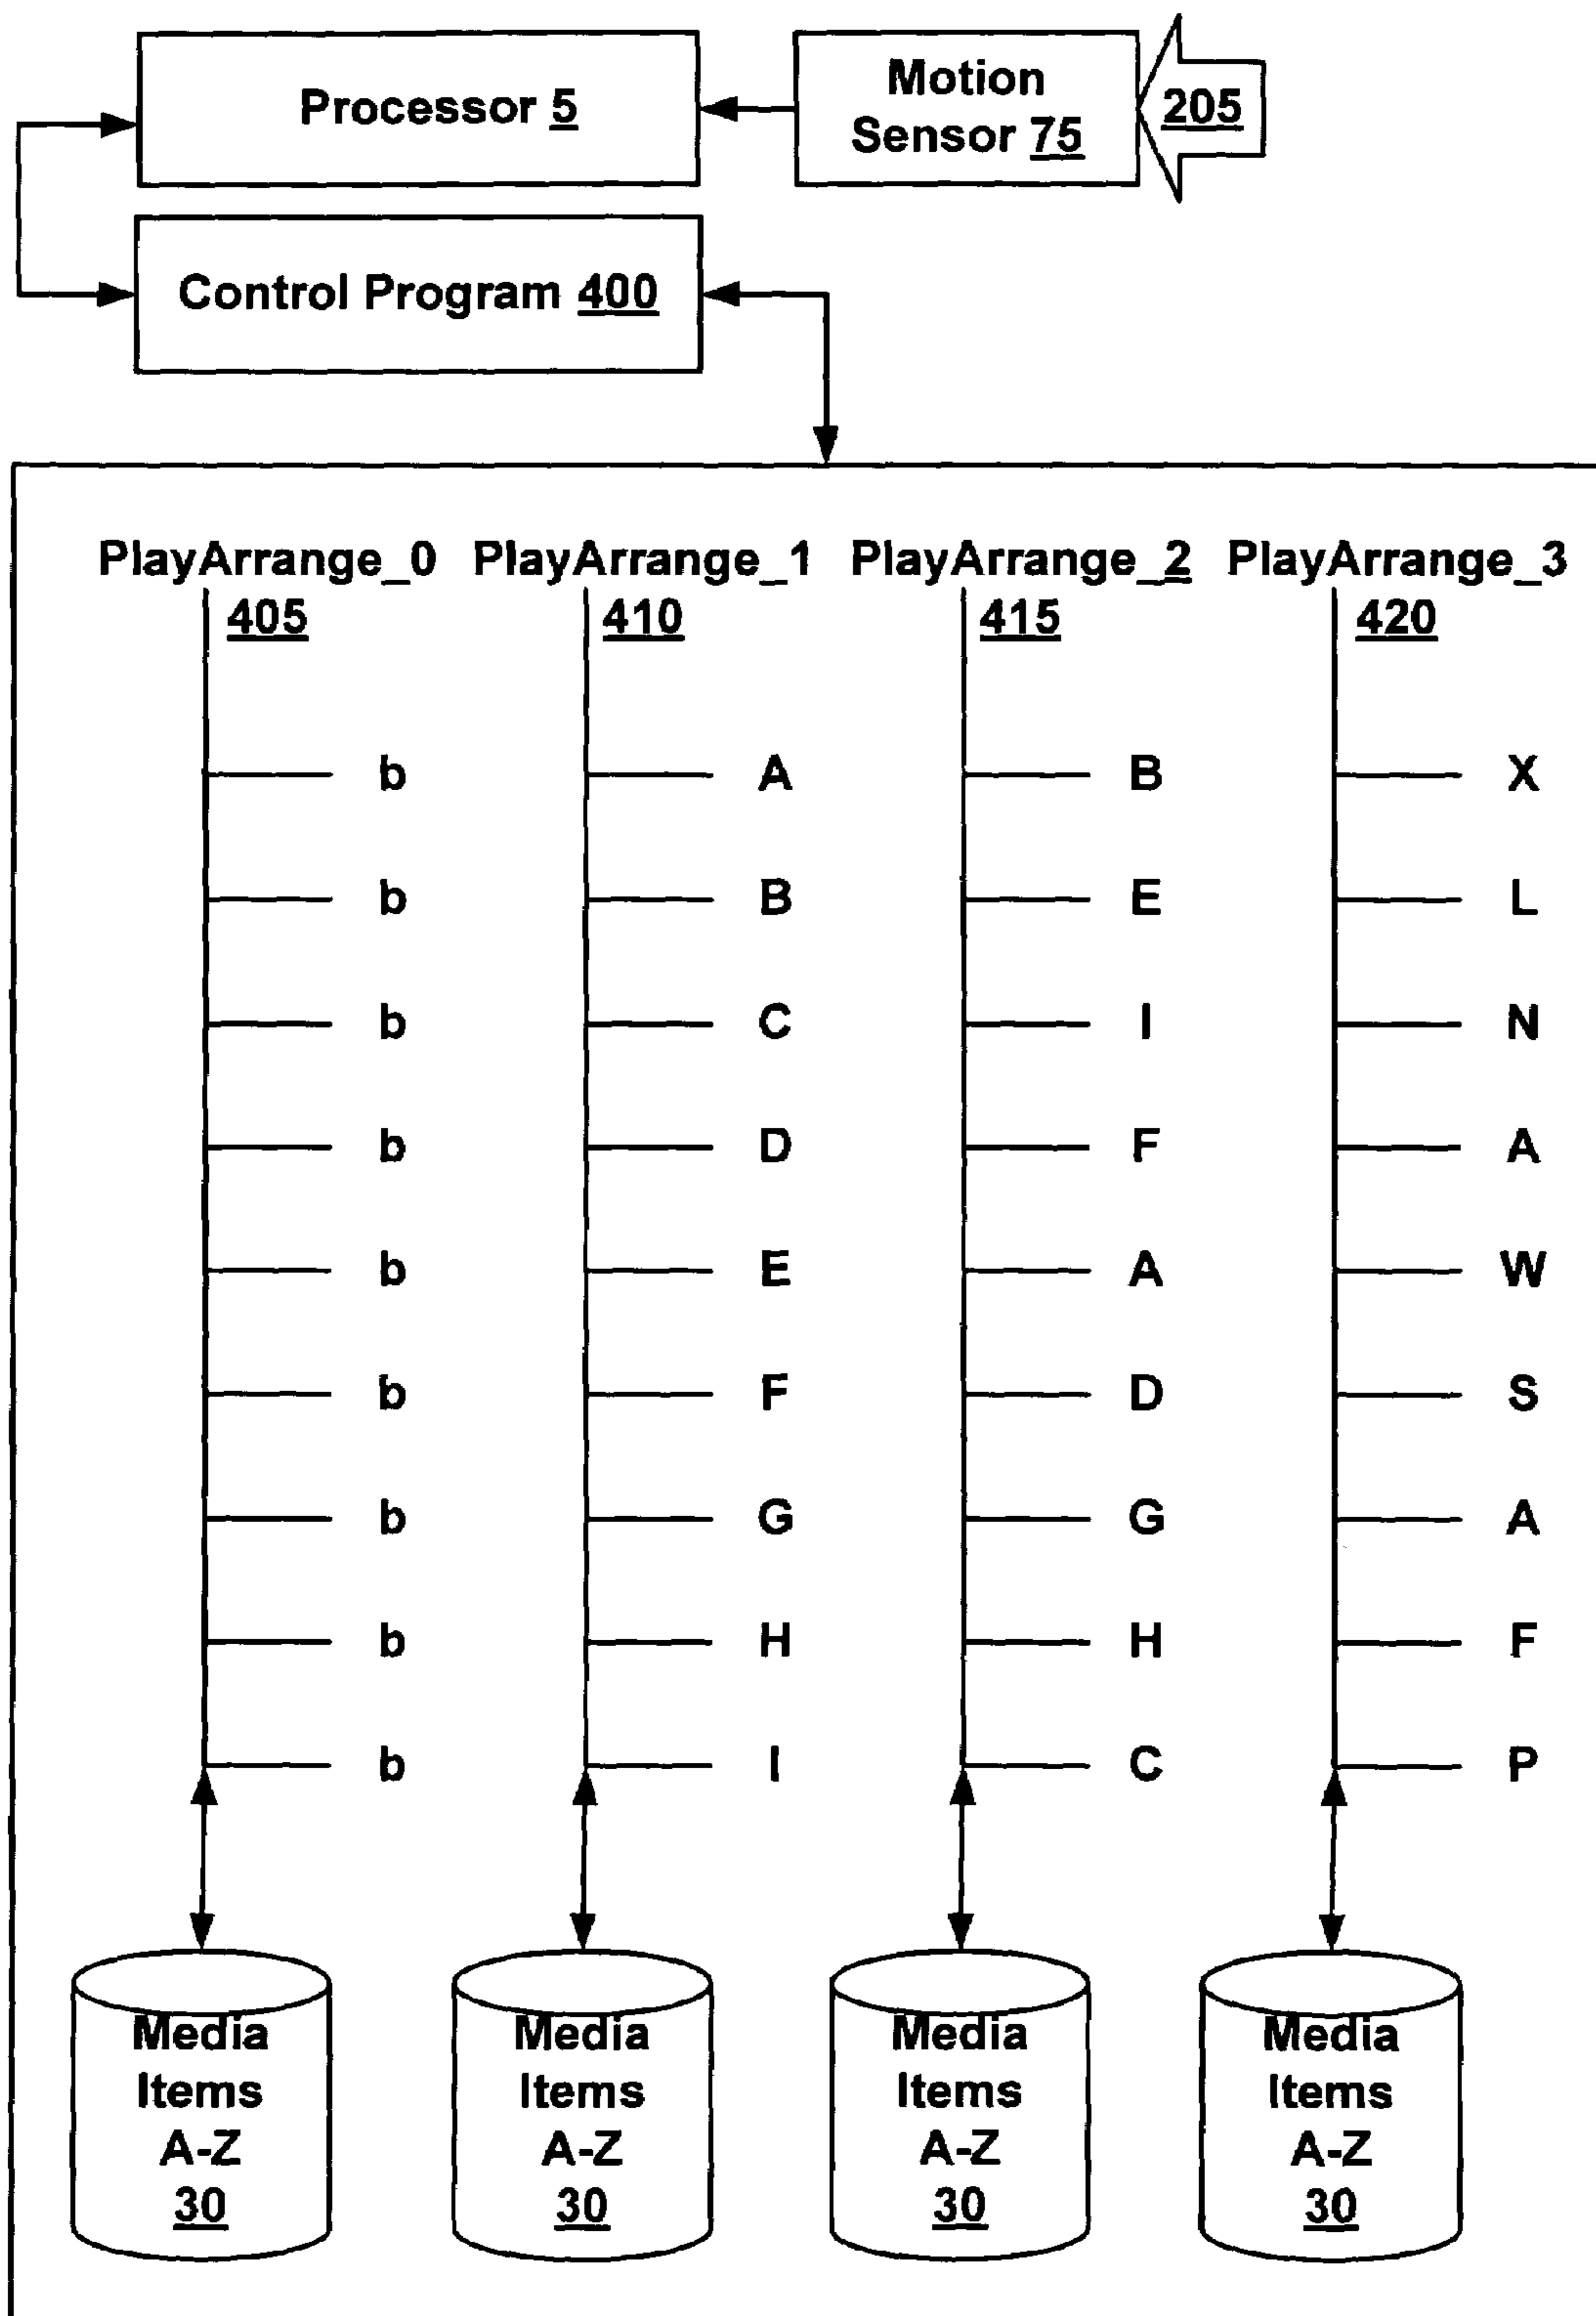 Processor 5
Motion
Sensor 75
205
Control Program 400
PlayArrange_0 PlayArrange_1 PlayArrange_2 PlayArrange_3
405 410 415 420
b A B X
b B E L
b C I N
b D F A
b E A W
b F D S
b G G A
b H H F
b I C P
Media Media Media Media
Items Items Items Items
A-Z A-Z A-Z A-Z
30 30 30 30